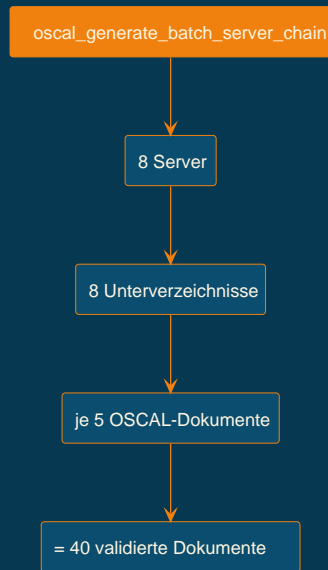 oscal_generate_batch_server_chain
8 Server
8 Unterverzeichnisse
je 5 OSCAL-Dokumente
= 40 validierte Dokumente